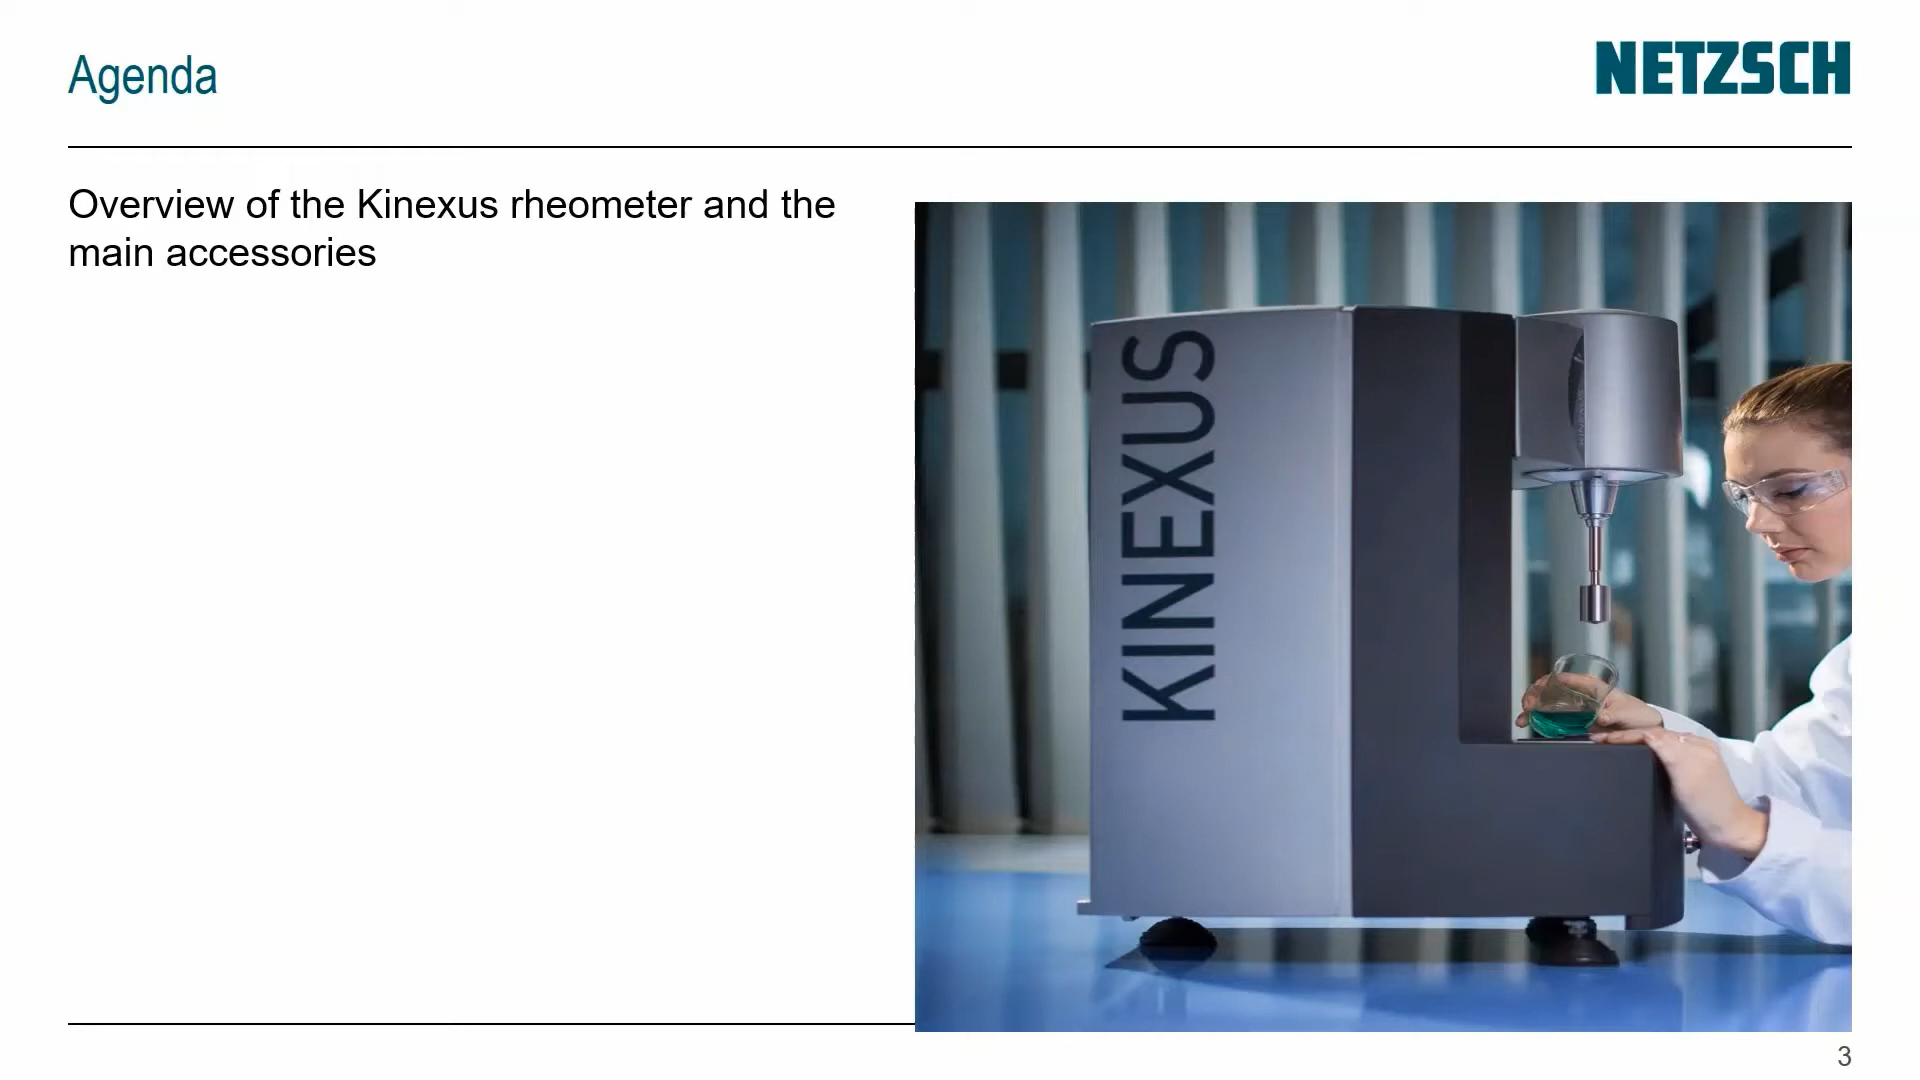 Agenda
NETZSCH
Overview of the Kinexus rheometer and the
main accessories
KINEXUS
3